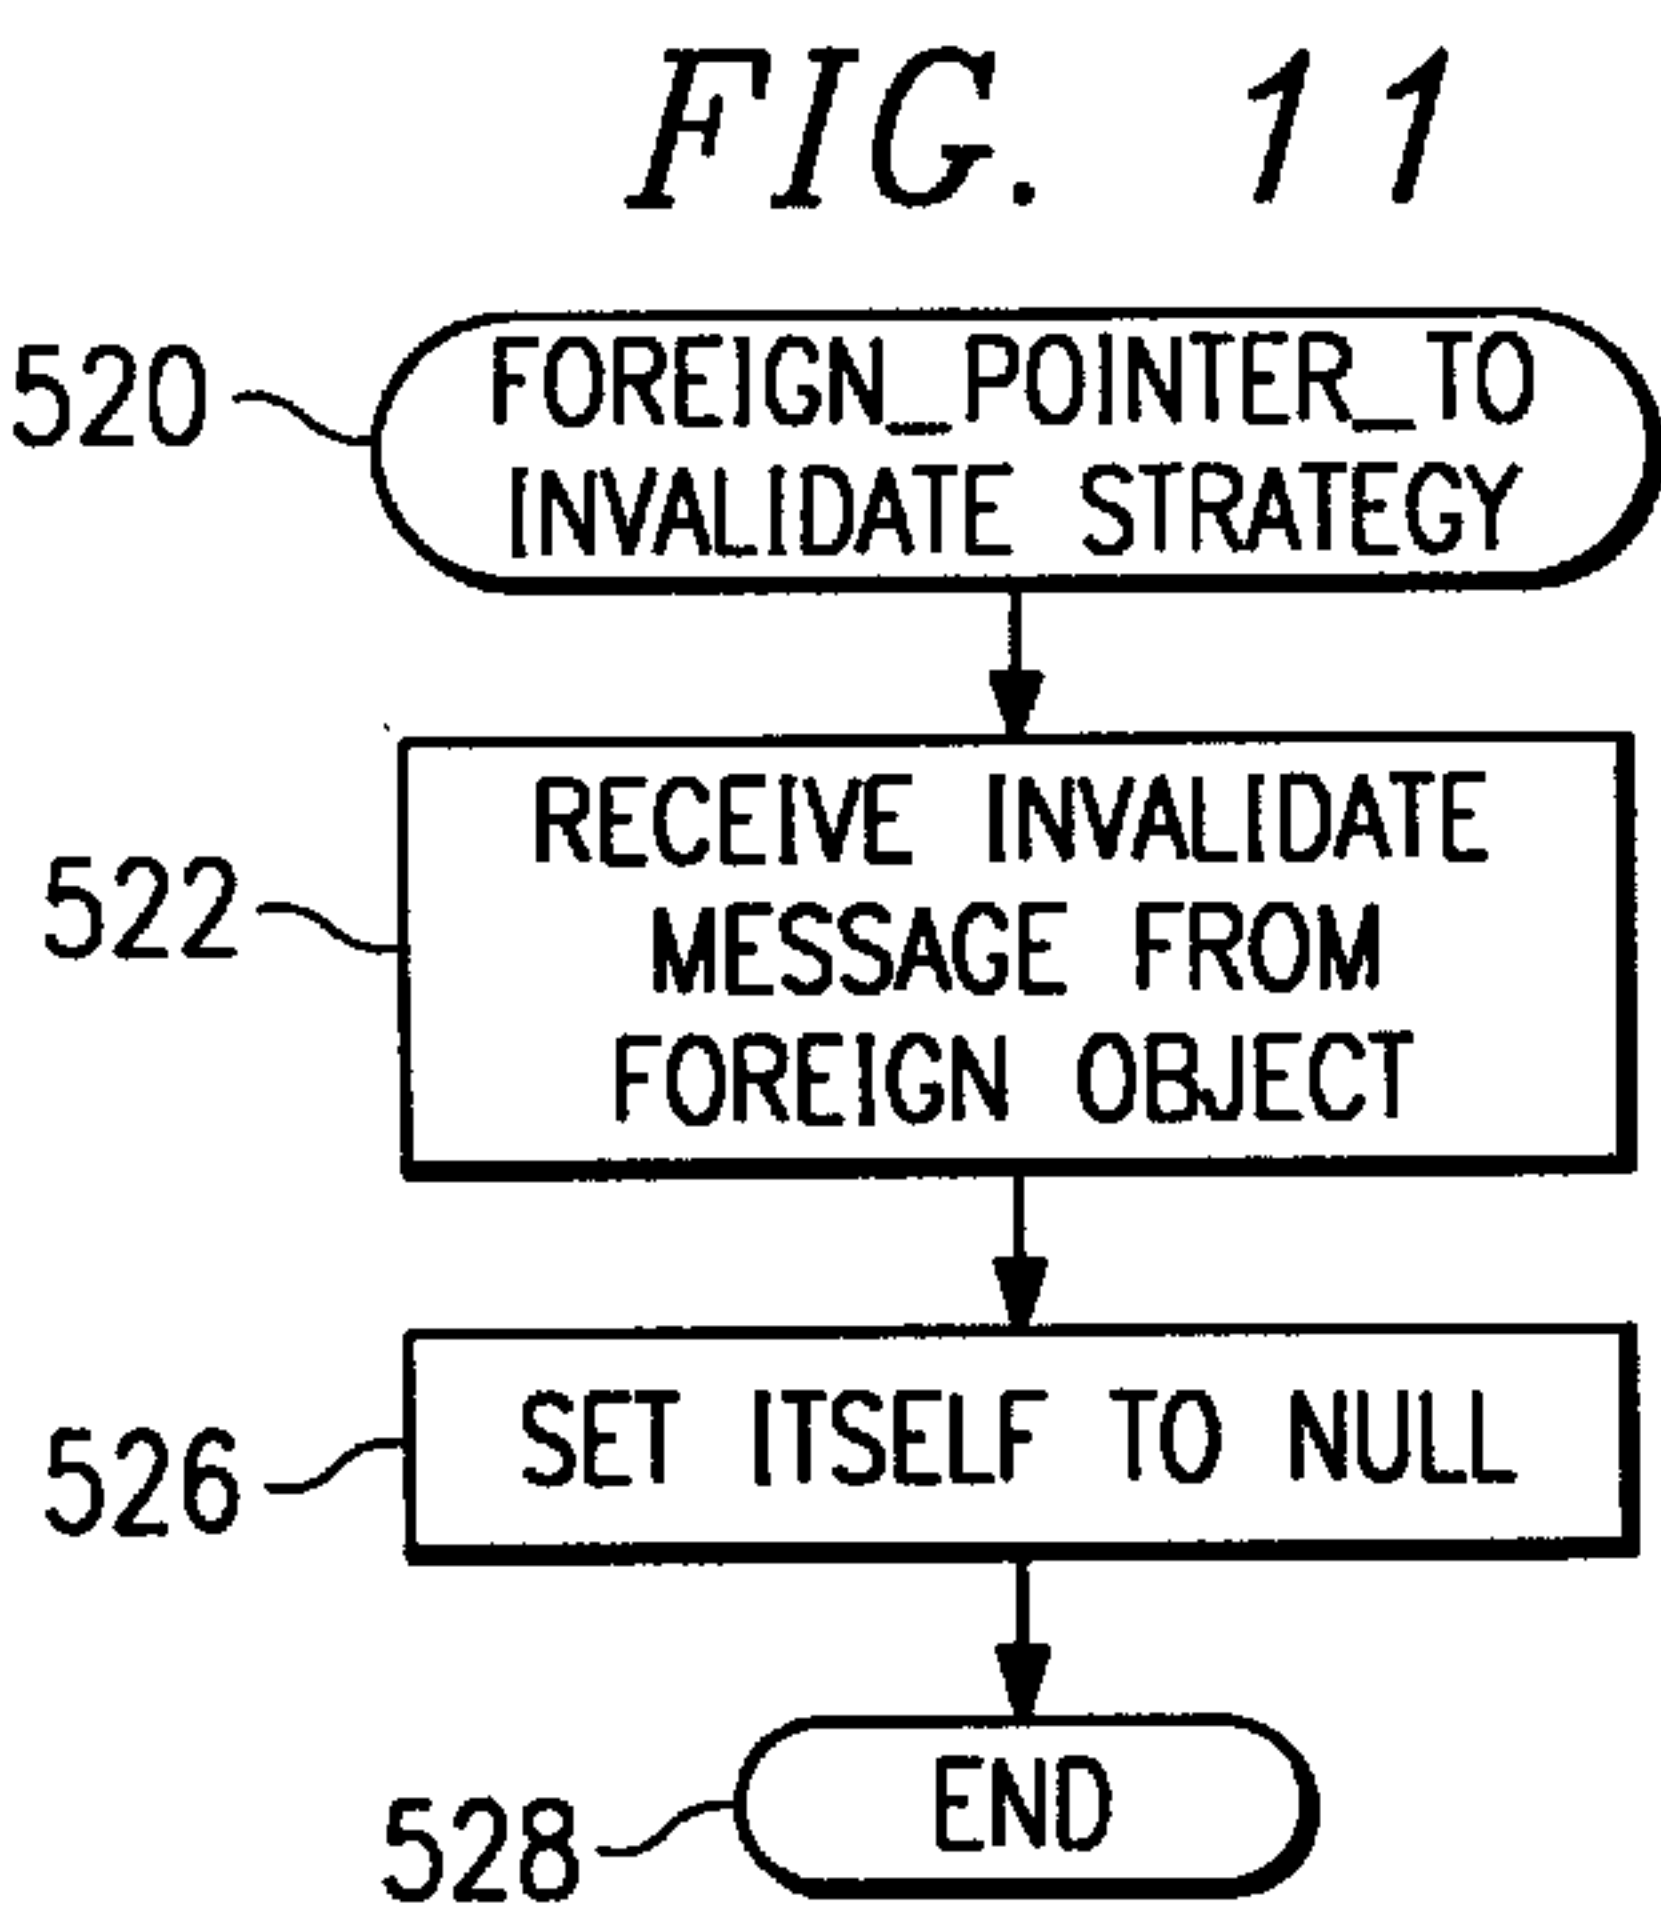 FIG. 11
520
FOREIGN_POINTER_TO
INVALIDATE STRATEGY
522
RECEIVE INVALIDATE
MESSAGE FROM
FOREIGN OBJECT
526
SET ITSELF TO NULL
528
END